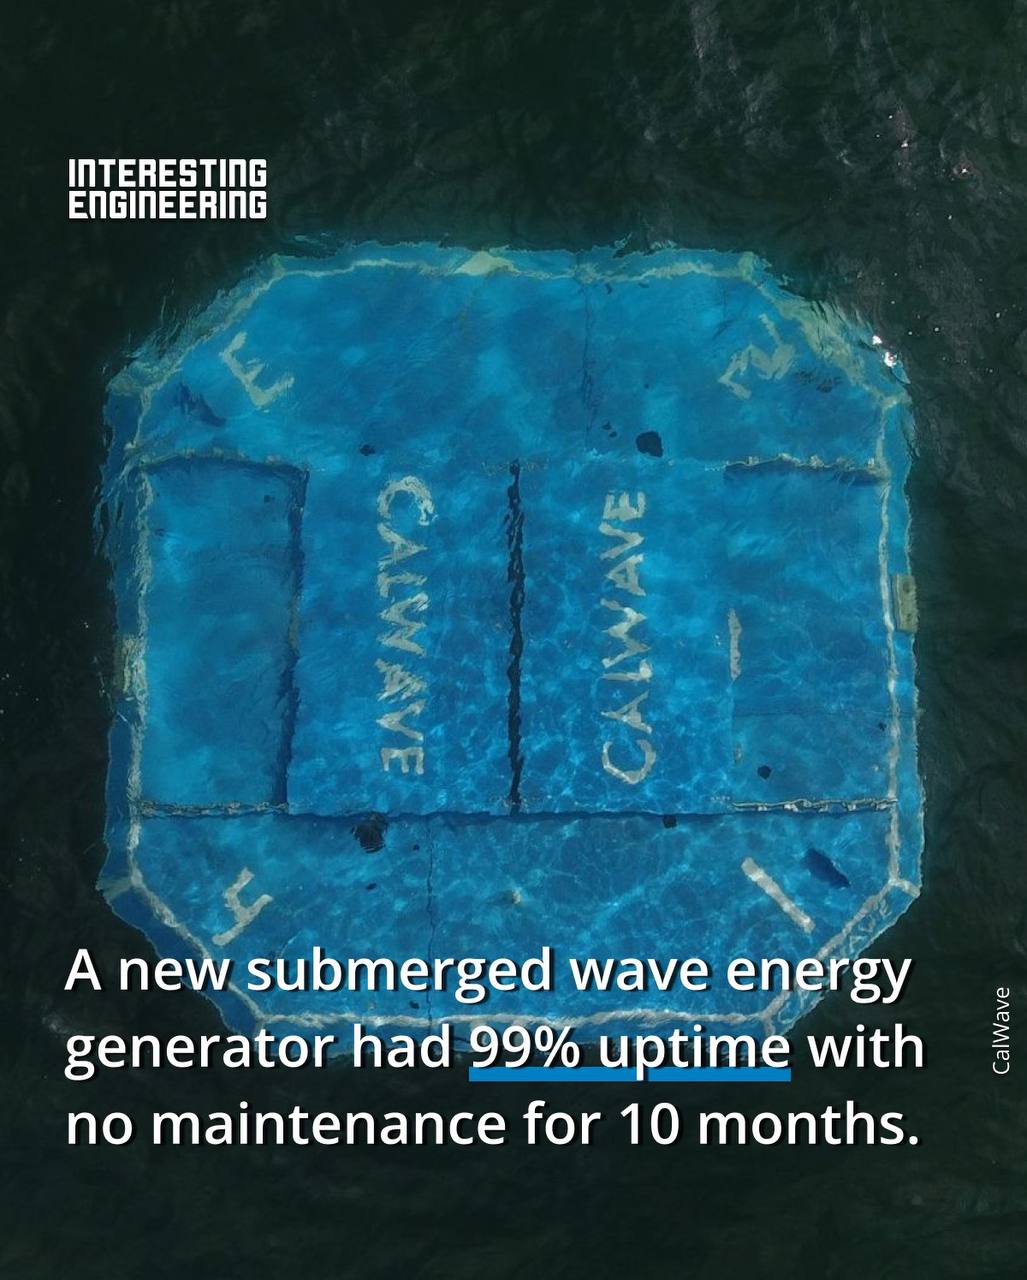 INTERESTING
ENGINEERING
E
CALWAVE
CALWAVE
A new submerged wave energy
generator had 99% uptime with
no maintenance for 10 months.
CalWave